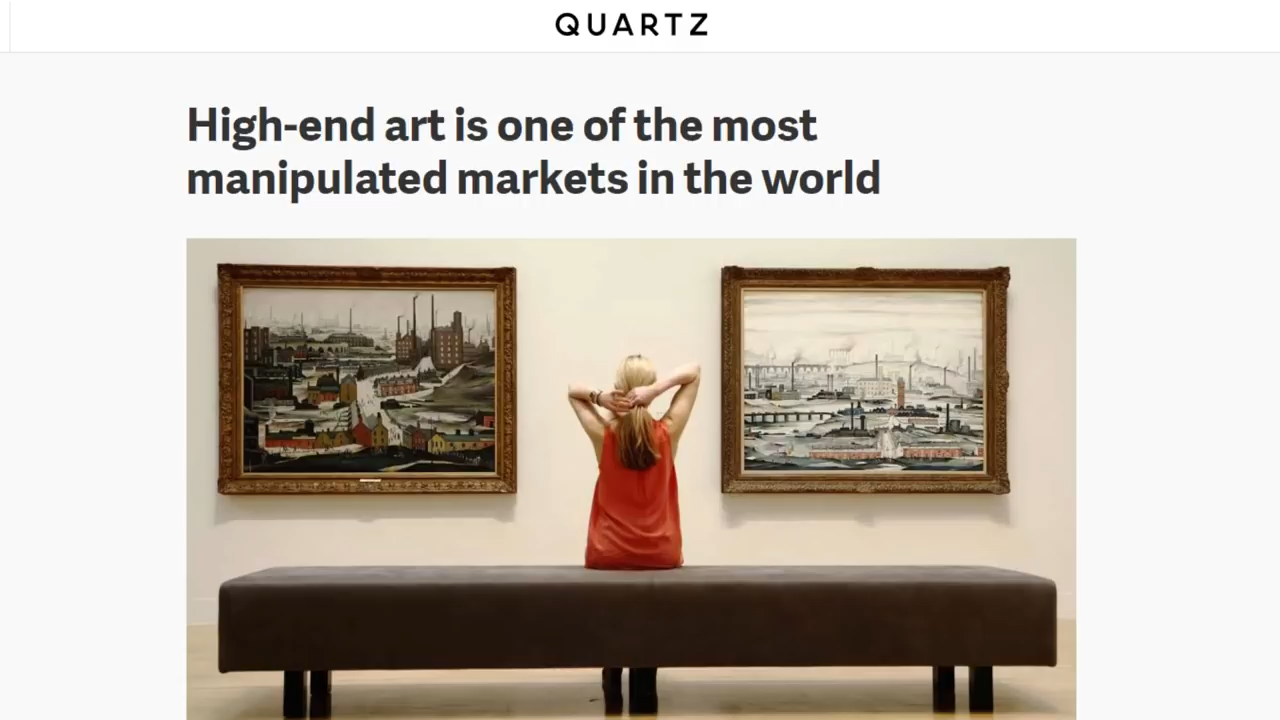 QUARTZ
High-end art is one of the most
manipulated markets in the world